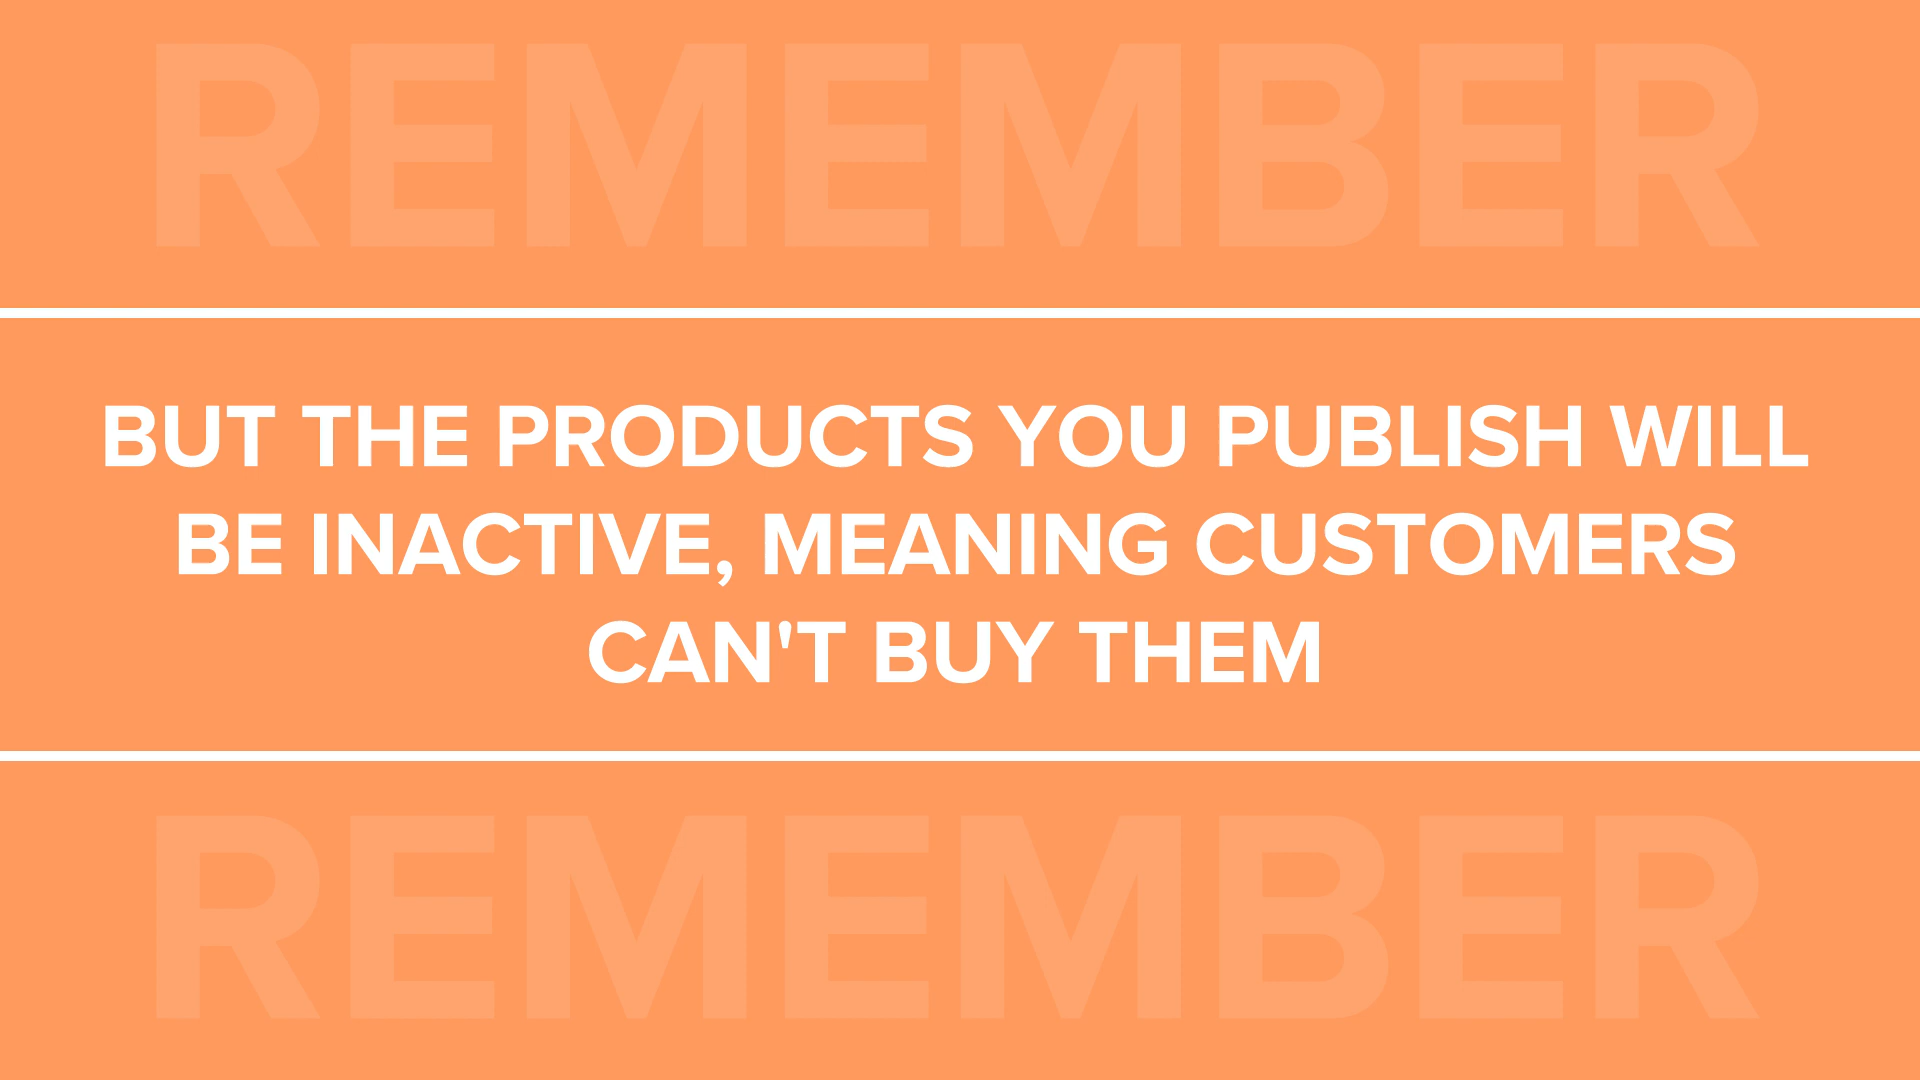 REMEMBER
BUT THE PRODUCTS YOU PUBLISH WILL
BE INACTIVE, MEANING CUSTOMERS
CAN'T BUY THEM
REMEMBER